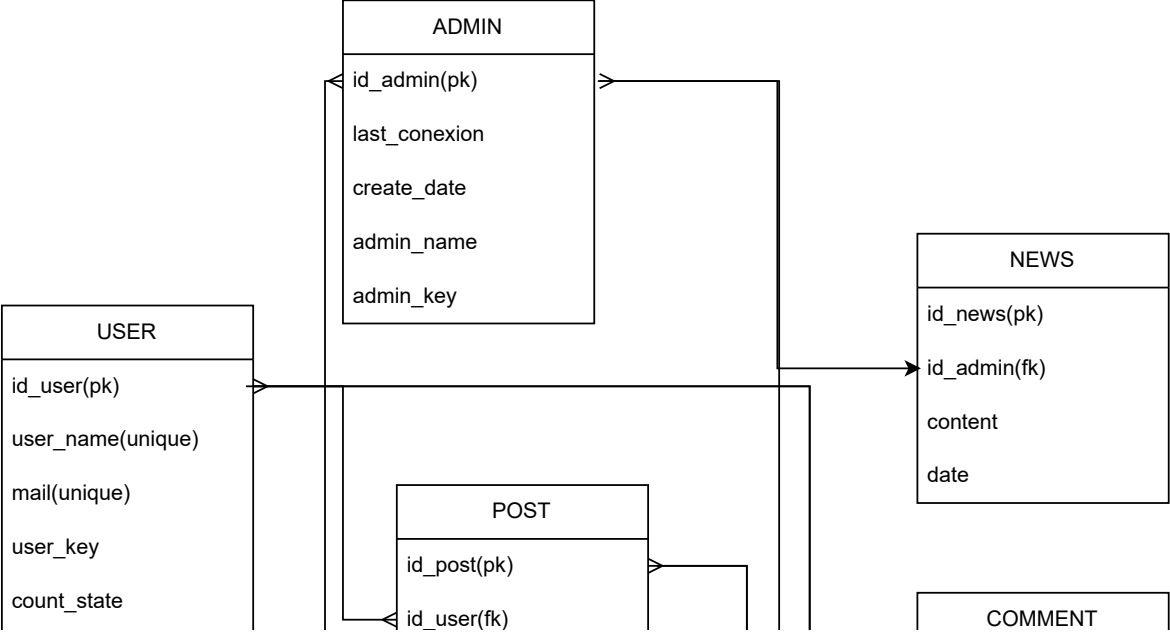 ADMIN
id_admin(pk)
last_conexion
create_date
admin_name
admin_key
NEWS
id_news(pk)
id_admin(fk)
content
date
USER
id_user(pk)
user_name(unique)
mail(unique)
user_key
count_state
POST
id_post(pk)
id_user(fk)
COMMENT